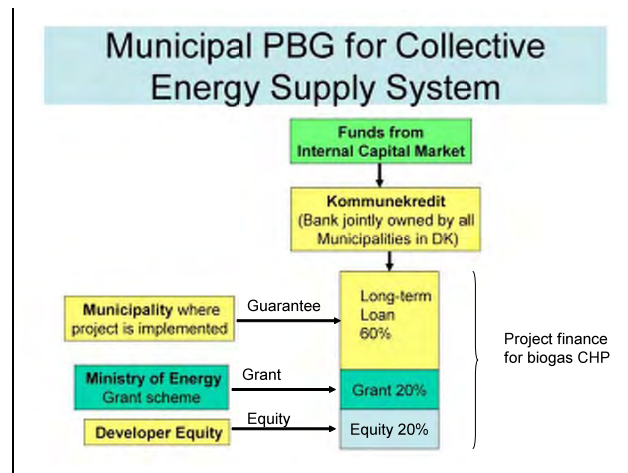 Municipal PBG for Collective
Energy Supply System
Funds from
Internal Capital Market
Kommunekredit
(Bank jointly owned by all
Municipalities in DK)
Municipality where
project is implemented
Guarantee
Long-term
Loan
60%
Project finance
for biogas CHP
Ministry of Energy
Grant scheme
Grant
Grant 20%
Developer Equity
Equity
Equity 20%